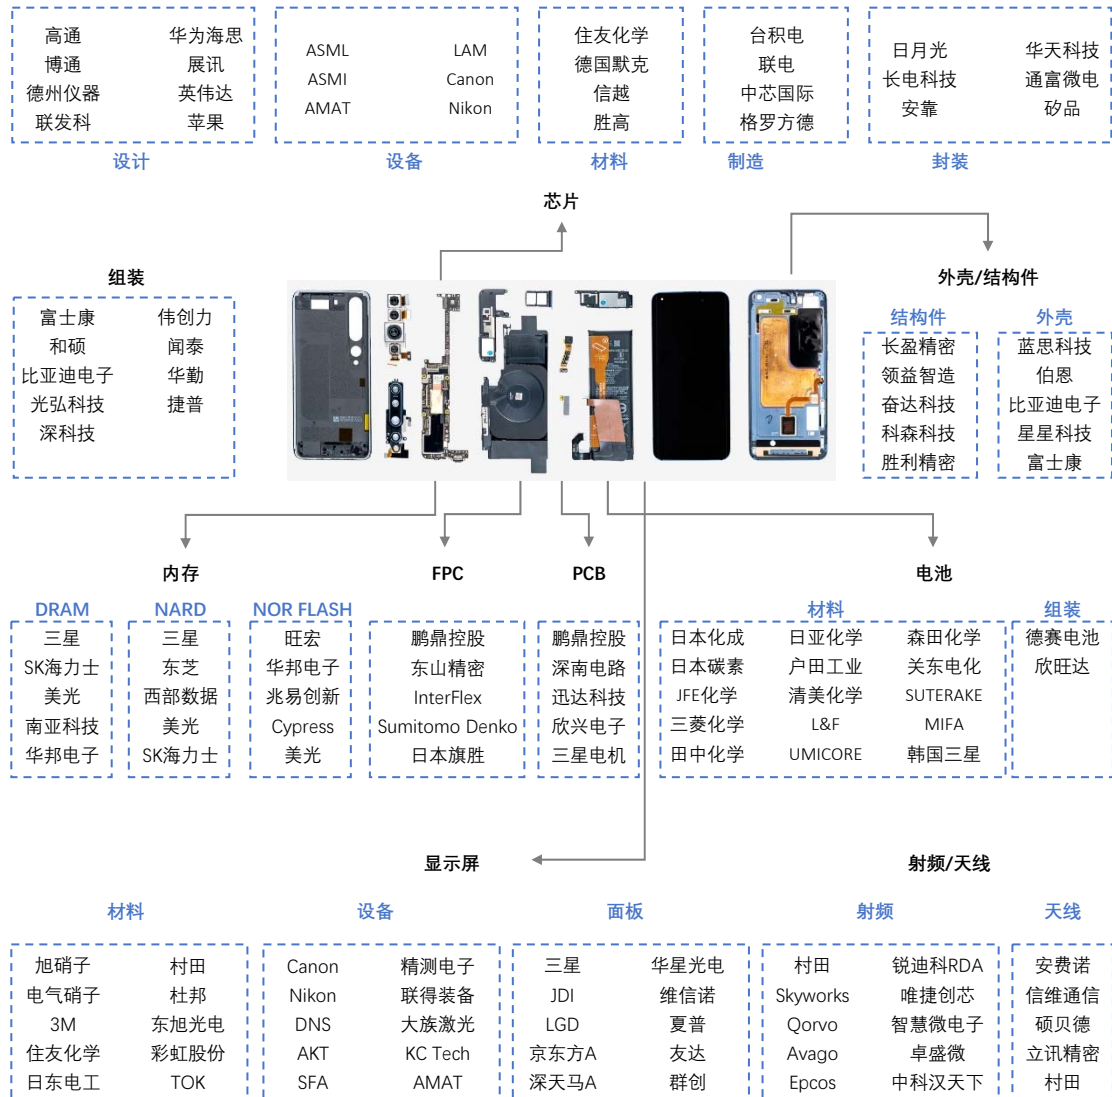 高通 华为海思
博通 展讯
德州仪器 英伟达
联发科 苹果
设计
ASML LAM
ASMI Canon
AMAT Nikon
设备
住友化学
德国默克
信越
胜高
材料
台积电
联电
中芯国际
格罗方德
制造
日月光 华天科技
长电科技 通富微电
安靠 矽品
封装
芯片
组装
富士康 伟创力
和硕 闻泰
比亚迪电子 华勤
光弘科技 捷普
深科技
外壳/结构件
结构件
长盈精密
领益智造
奋达科技
科森科技
胜利精密
外壳
蓝思科技
伯恩
比亚迪电子
星星科技
富士康
内存
DRAM
三星
SK海力士
美光
南亚科技
华邦电子
NARD
三星
东芝
西部数据
美光
SK海力士
NOR FLASH
旺宏
华邦电子
兆易创新
Cypress
美光
FPC
鹏鼎控股
东山精密
InterFlex
Sumitomo Denko
日本旗胜
PCB
鹏鼎控股
深南电路
迅达科技
欣兴电子
三星电机
电池
材料
日本化成 日亚化学 森田化学
日本碳素 户田工业 关东电化
JFE化学 清美化学 SUTERAKE
三菱化学 L&F MIFA
田中化学 UMICORE 韩国三星
组装
德赛电池
欣旺达
显示屏
材料
旭硝子 村田
电气硝子 杜邦
3M 东旭光电
住友化学 彩虹股份
日东电工 TOK
设备
Canon 精测电子
Nikon 联得装备
DNS 大族激光
AKT KC Tech
SFA AMAT
面板
三星 华星光电
JDI 维信诺
LGD 夏普
京东方A 友达
深天马A 群创
射频/天线
射频
村田 锐迪科RDA
Skyworks 唯捷创芯
Qorvo 智慧微电子
Avago 卓盛微
Epcos 中科汉天下
天线
安费诺
信维通信
硕贝德
立讯精密
村田